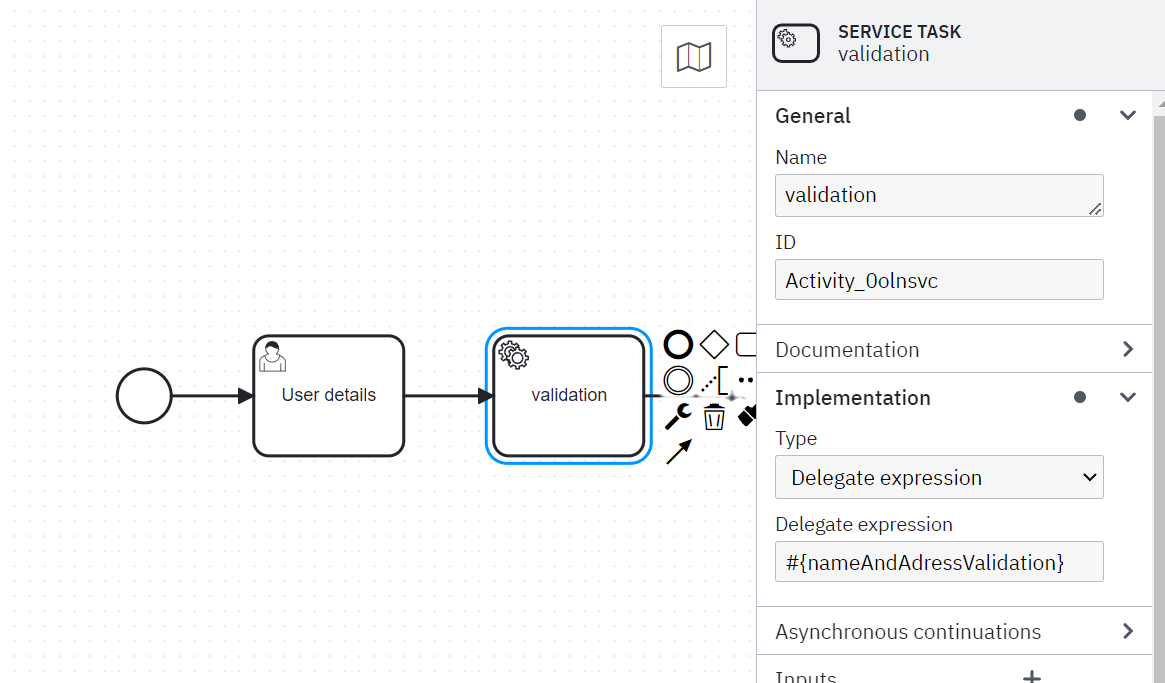 User details
validation
SERVICE TASK
validation
General
Name
validation
ID
Activity_0olnsvc
Documentation
Implementation
Type
Delegate expression
Delegate expression
#{nameAndAdressValidation}
Asynchronous continuations
Inputs